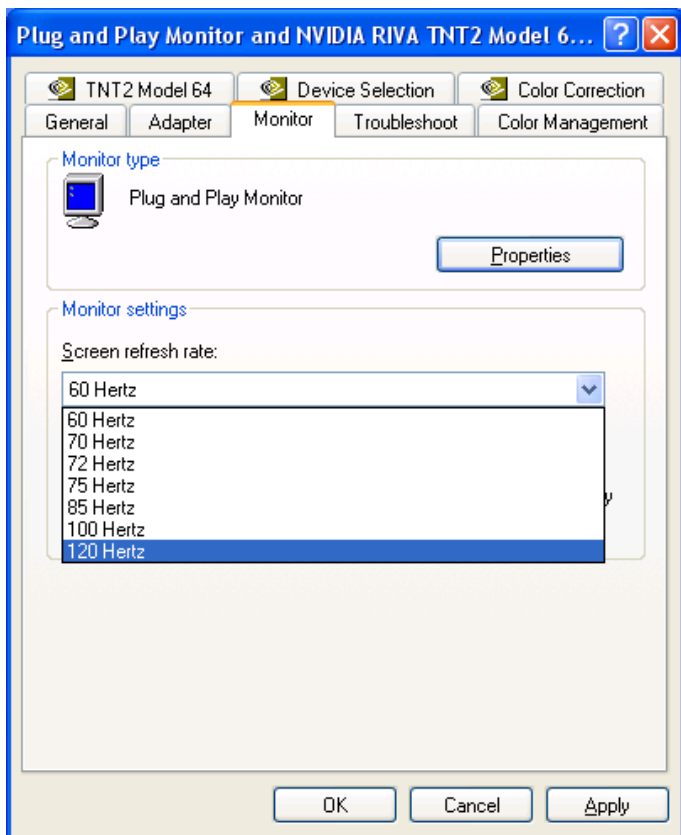 Plug and Play Monitor and NVIDIA RIVA TNT2 Model 6...
TNT2 Model 64 Device Selection Color Correction
General Adapter Monitor Troubleshoot Color Management
Monitor type
Plug and Play Monitor
Properties
Monitor settings
Screen refresh rate:
60 Hertz
60 Hertz
70 Hertz
72 Hertz
75 Hertz
85 Hertz
100 Hertz
120 Hertz
OK Cancel Apply